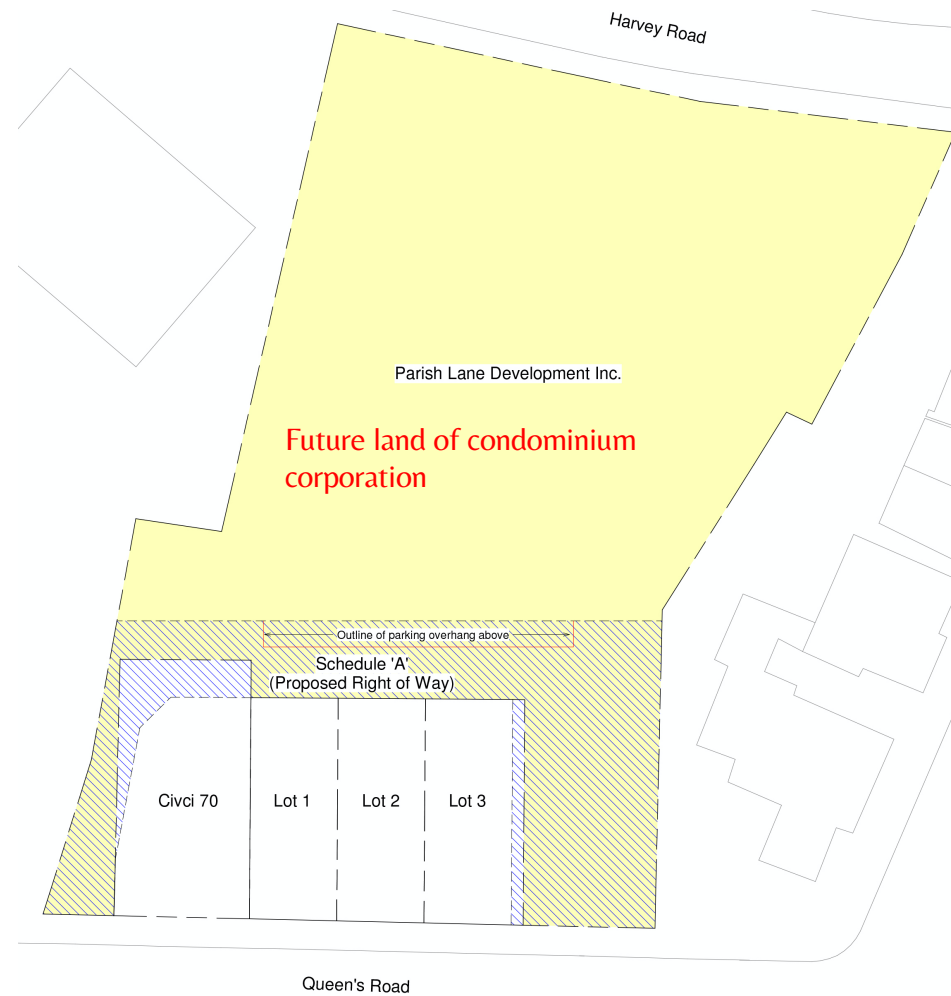 Harvey Road
Parish Lane Development Inc.
Future land of condominium
corporation
Outline of parking overhang above
Schedule 'A'
(Proposed Right of Way)
Civci 70
Lot 1
Lot 2
Lot 3
Queen's Road